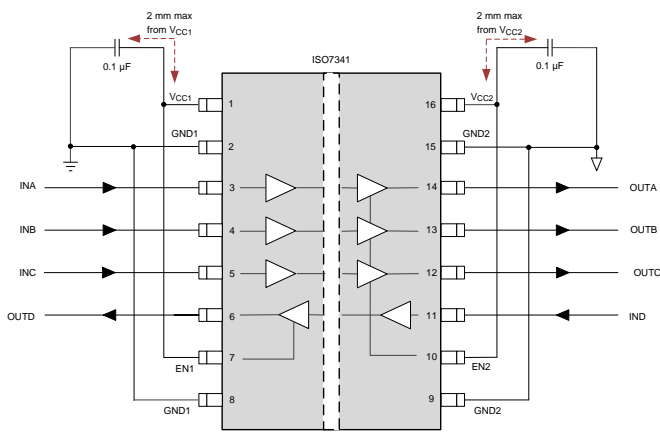 2 mm max
from VCC1
2 mm max
from VCC2
0.1 µF
ISO7341
0.1 µF
VCC1
1
16
VCC2
GND1
2
15
GND2
INA
3
14
OUTA
INB
4
13
OUTB
INC
5
12
OUTC
OUTD
6
11
IND
7
10
EN1
EN2
8
9
GND1
GND2